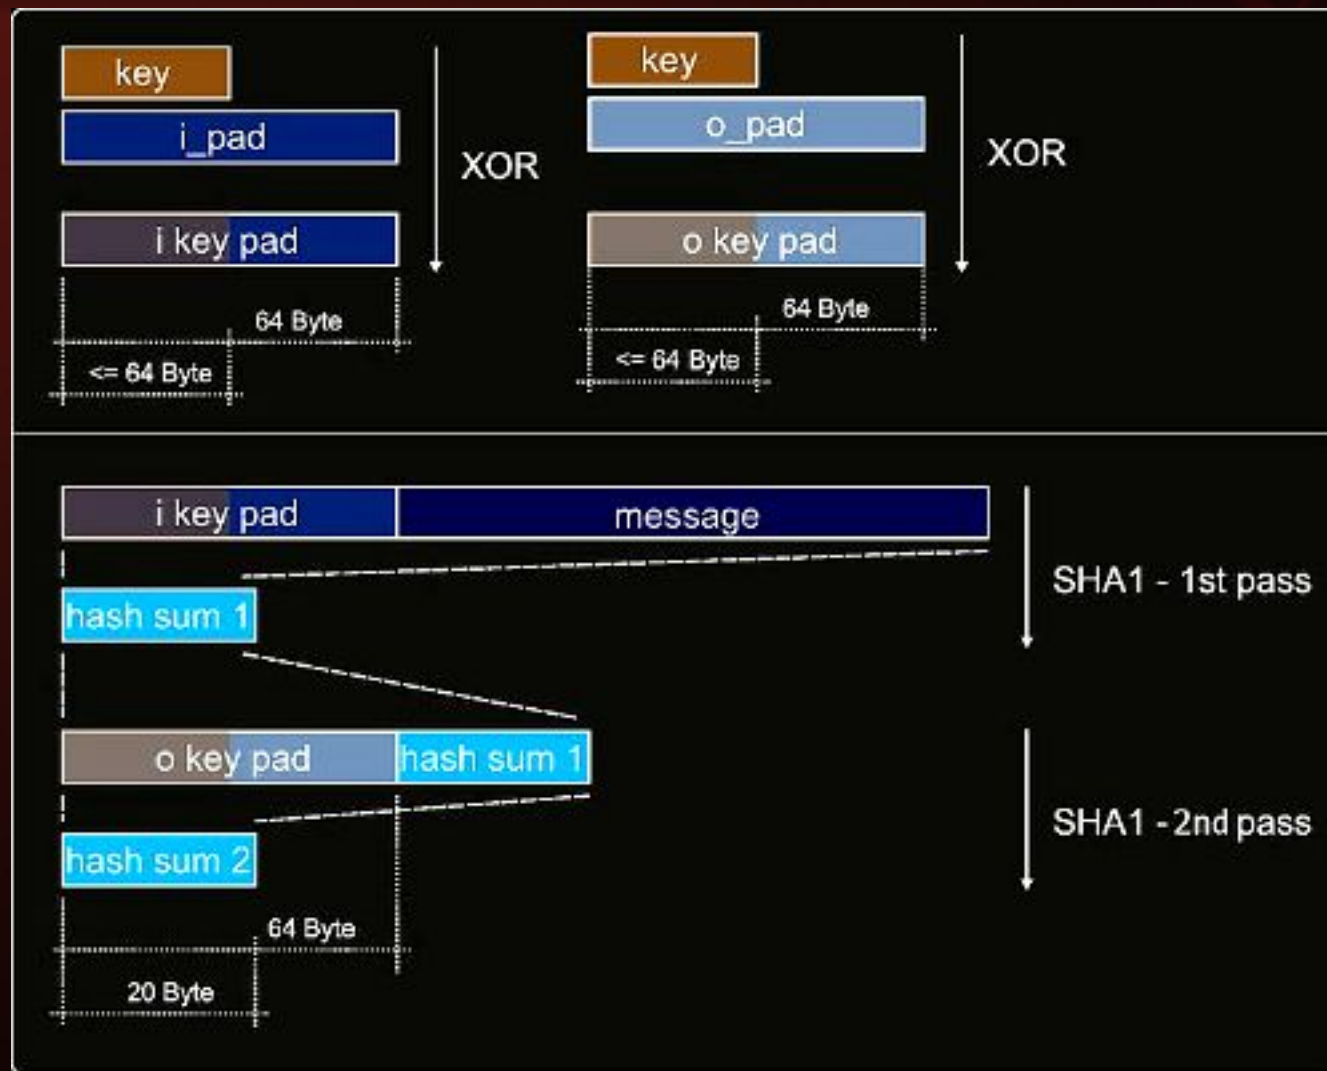 key
i_pad
XOR
i key pad
64 Byte
<= 64 Byte
key
o_pad
XOR
o key pad
64 Byte
<= 64 Byte
i key pad message
SHA1 - 1st pass
hash sum 1
o key pad hash sum 1
SHA1 - 2nd pass
hash sum 2
64 Byte
20 Byte